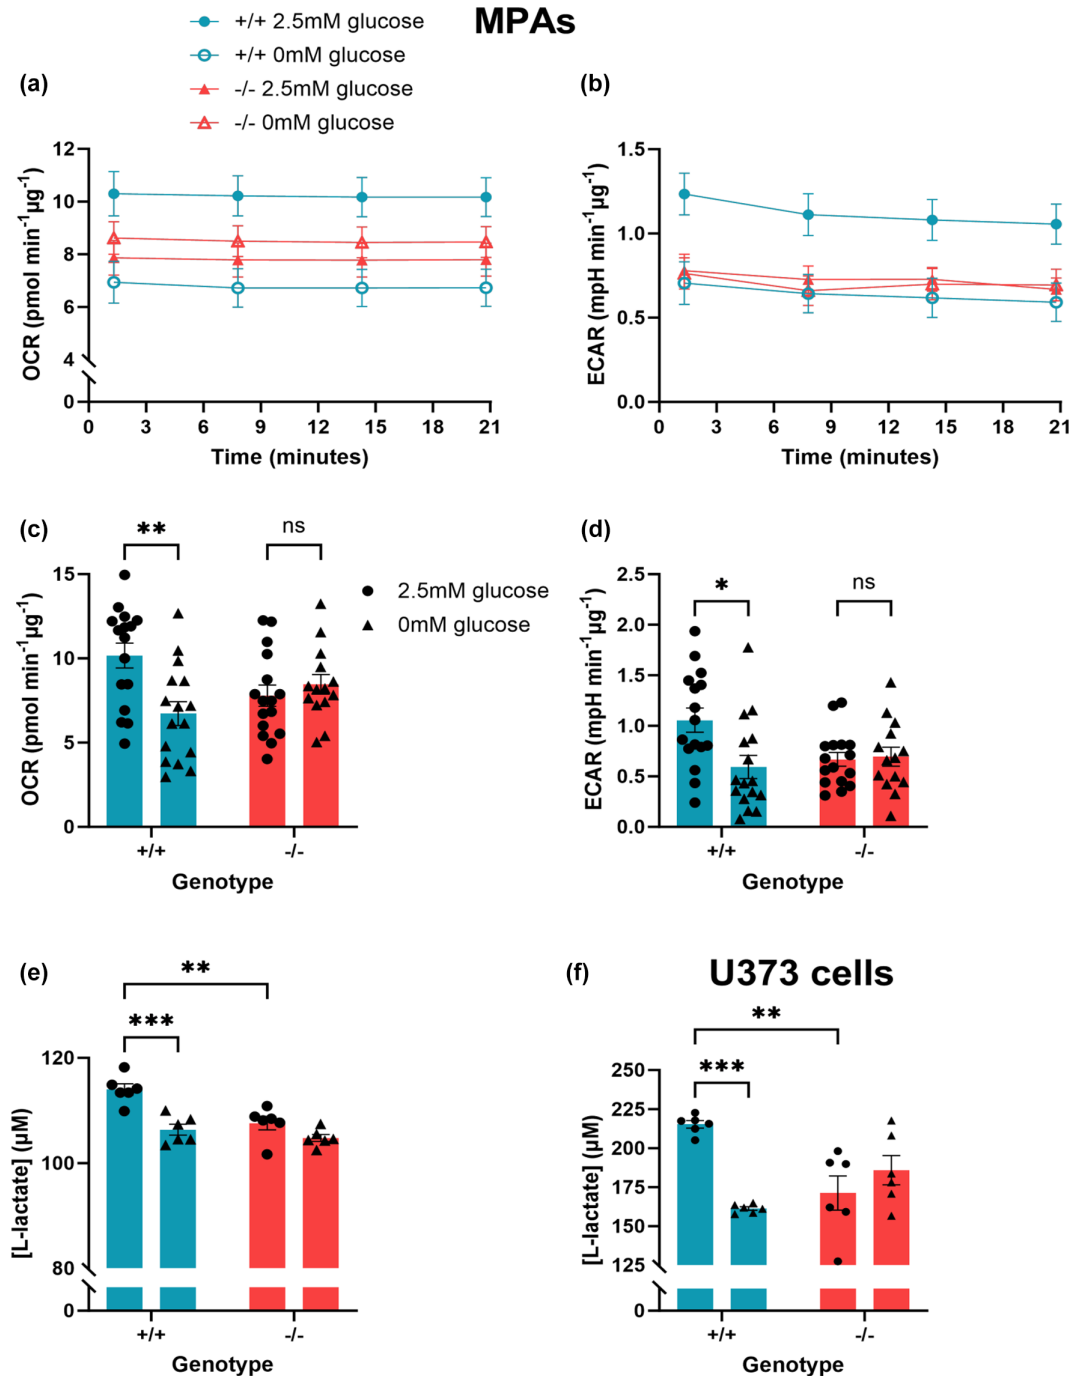 MPAs
+/+ 2.5mM glucose
+/+ 0mM glucose
-/- 2.5mM glucose
-/- 0mM glucose
(a)
OCR (pmol min⁻¹µg⁻¹)
12
10
8
6
4
0
0 3 6 9 12 15 18 21
Time (minutes)
(b)
ECAR (mpH min⁻¹µg⁻¹)
1.5
1.0
0.5
0.0
0 3 6 9 12 15 18 21
Time (minutes)
(c)
** ns
OCR (pmol min⁻¹µg⁻¹)
15
10
5
0
+/+ -/-
Genotype
2.5mM glucose
0mM glucose
(d)
* ns
ECAR (mpH min⁻¹µg⁻¹)
2.5
2.0
1.5
1.0
0.5
0.0
+/+ -/-
Genotype
(e)
**
***
[L-lactate] (µM)
120
100
80
0
+/+ -/-
Genotype
(f)
U373 cells
**
***
[L-lactate] (µM)
250
225
200
175
150
125
0
+/+ -/-
Genotype